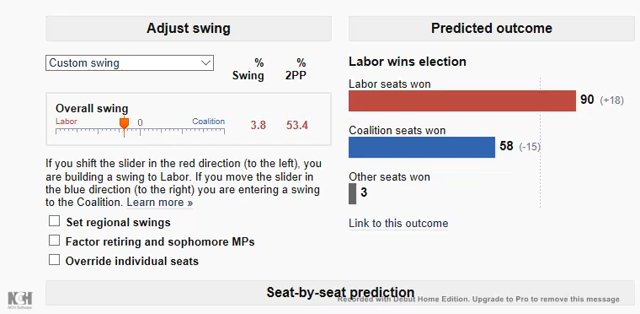 Adjust swing
Custom swing
% Swing
% 2PP
Overall swing
Labor 0 Coalition
3.8 53.4
If you shift the slider in the red direction (to the left), you
are building a swing to Labor. If you move the slider in
the blue direction (to the right) you are entering a swing
to the Coalition. Learn more »
Set regional swings
Factor retiring and sophomore MPs
Override individual seats
Predicted outcome
Labor wins election
Labor seats won
90 (+18)
Coalition seats won
58 (-15)
Other seats won
3
Link to this outcome
Seat-by-seat prediction
NCH
NCH Software
Recorded with Debut Home Edition. Upgrade to Pro to remove this message